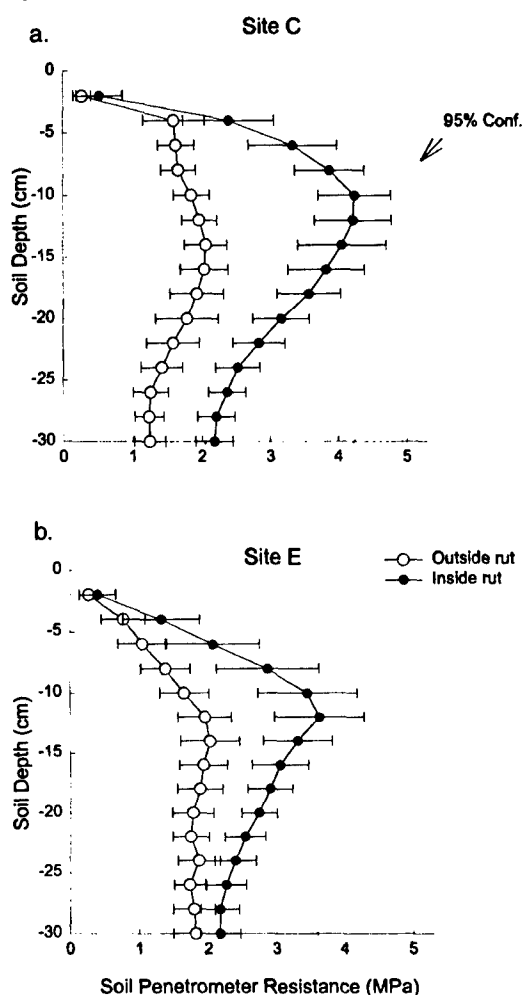 a.
Site C
0
-5
-10
-15
-20
-25
-30
Soil Depth (cm)
95% Conf.
0 1 2 3 4 5
b.
Site E
Outside rut
Inside rut
0
-5
-10
-15
-20
-25
-30
Soil Depth (cm)
0 1 2 3 4 5
Soil Penetrometer Resistance (MPa)